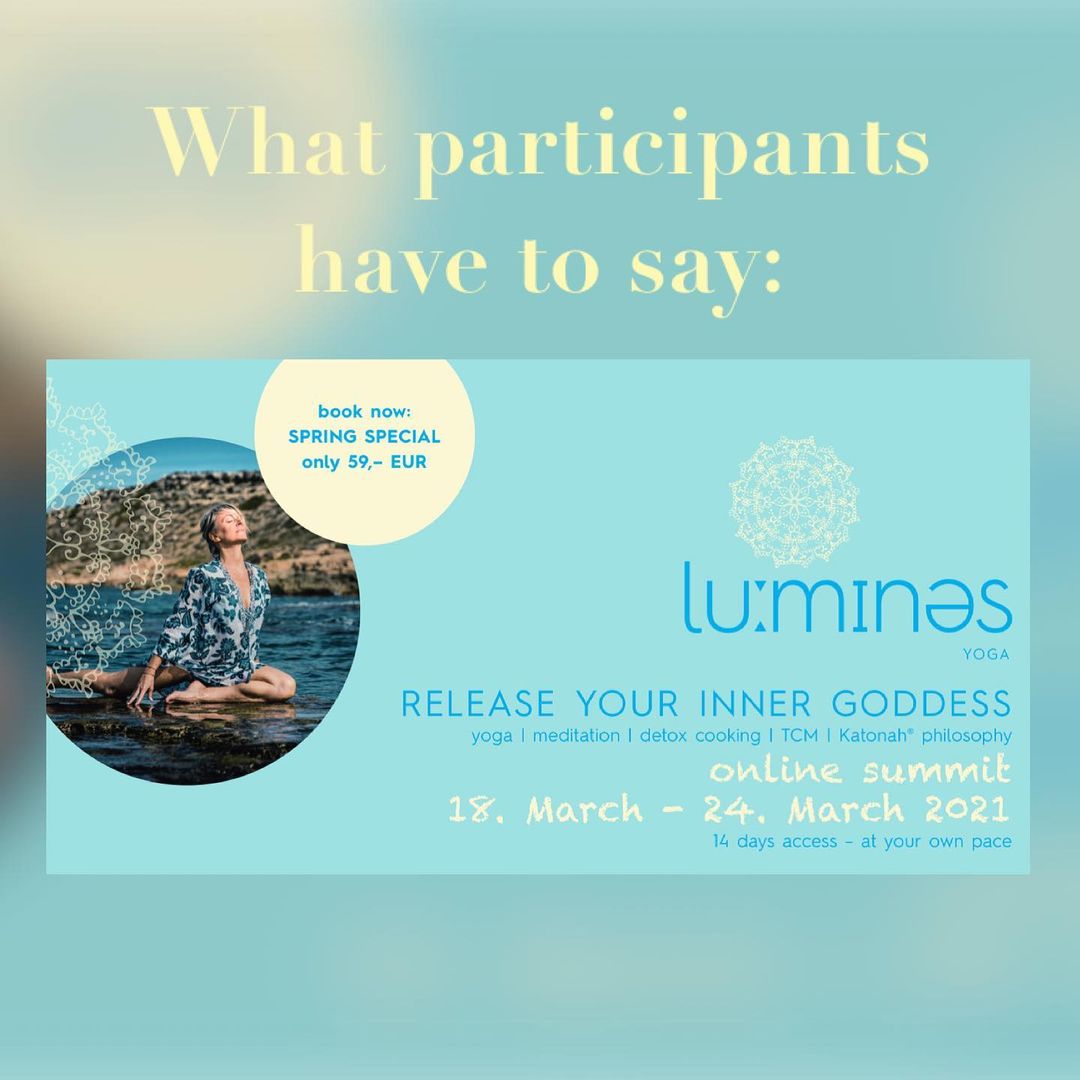 What participants
have to say:
book now:
SPRING SPECIAL
only 59,– EUR
lu:mınəs
YOGA
RELEASE YOUR INNER GODDESS
yoga | meditation | detox cooking | TCM | Katonah® philosophy
online summit
18. March – 24. March 2021
14 days access – at your own pace